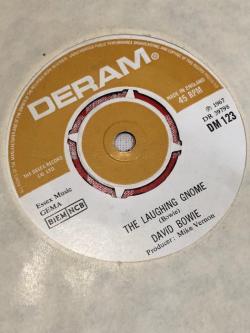 DERAM
MADE IN ENGLAND
45 RPM
THE DECCA RECORD
CO. LTD.
℗ 1967
DR 39798
DM 123
Essex Music
GEMA
BIEM NCB
THE LAUGHING GNOME
(Bowie)
DAVID BOWIE
Producer: Mike Vernon